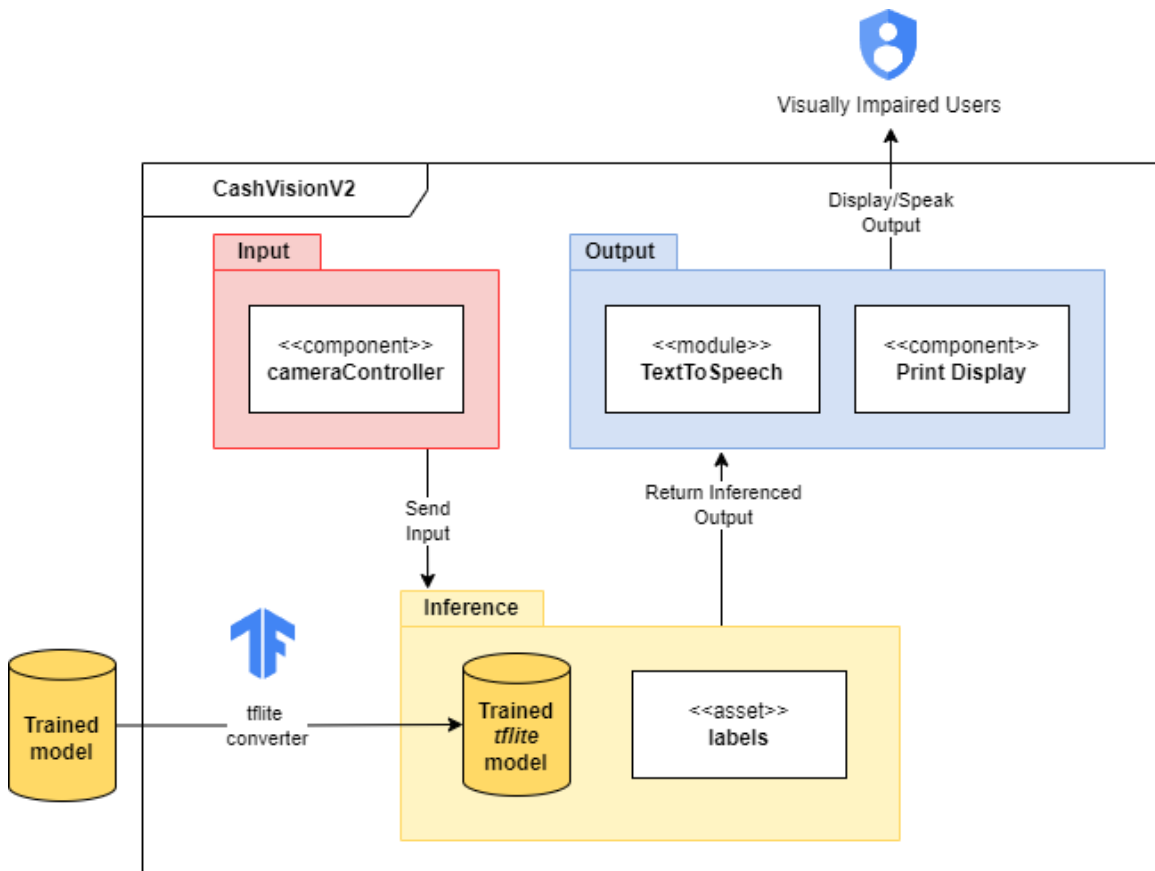 Visually Impaired Users
CashVisionV2
Display/Speak
Output
Input
<<component>>
cameraController
Output
<<module>>
TextToSpeech
<<component>>
Print Display
Send
Input
Return Inferenced
Output
Inference
Trained
model
tflite
converter
Trained
tflite
model
<<asset>>
labels